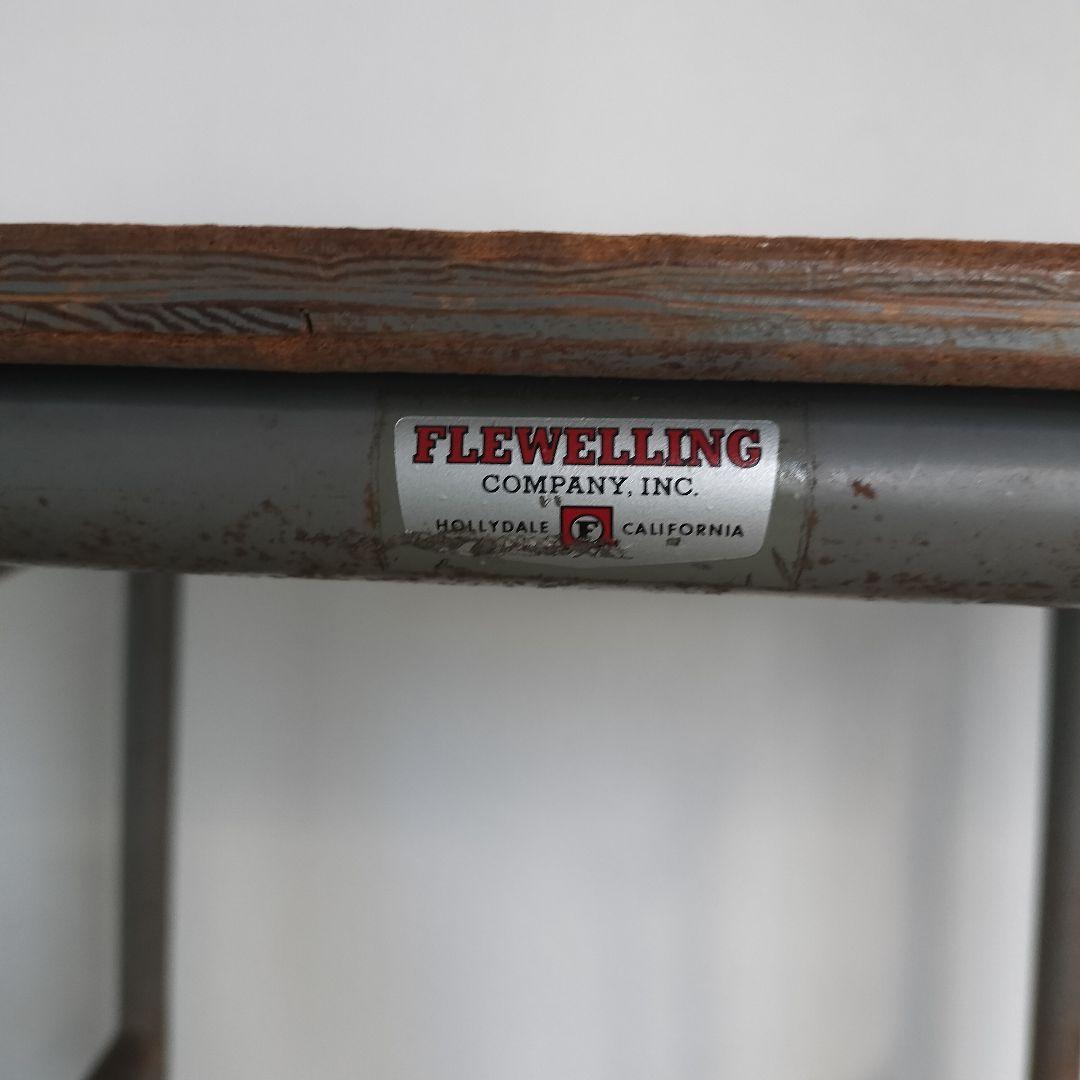 FLEWELLING
COMPANY, INC.
HOLLYDALE F CALIFORNIA